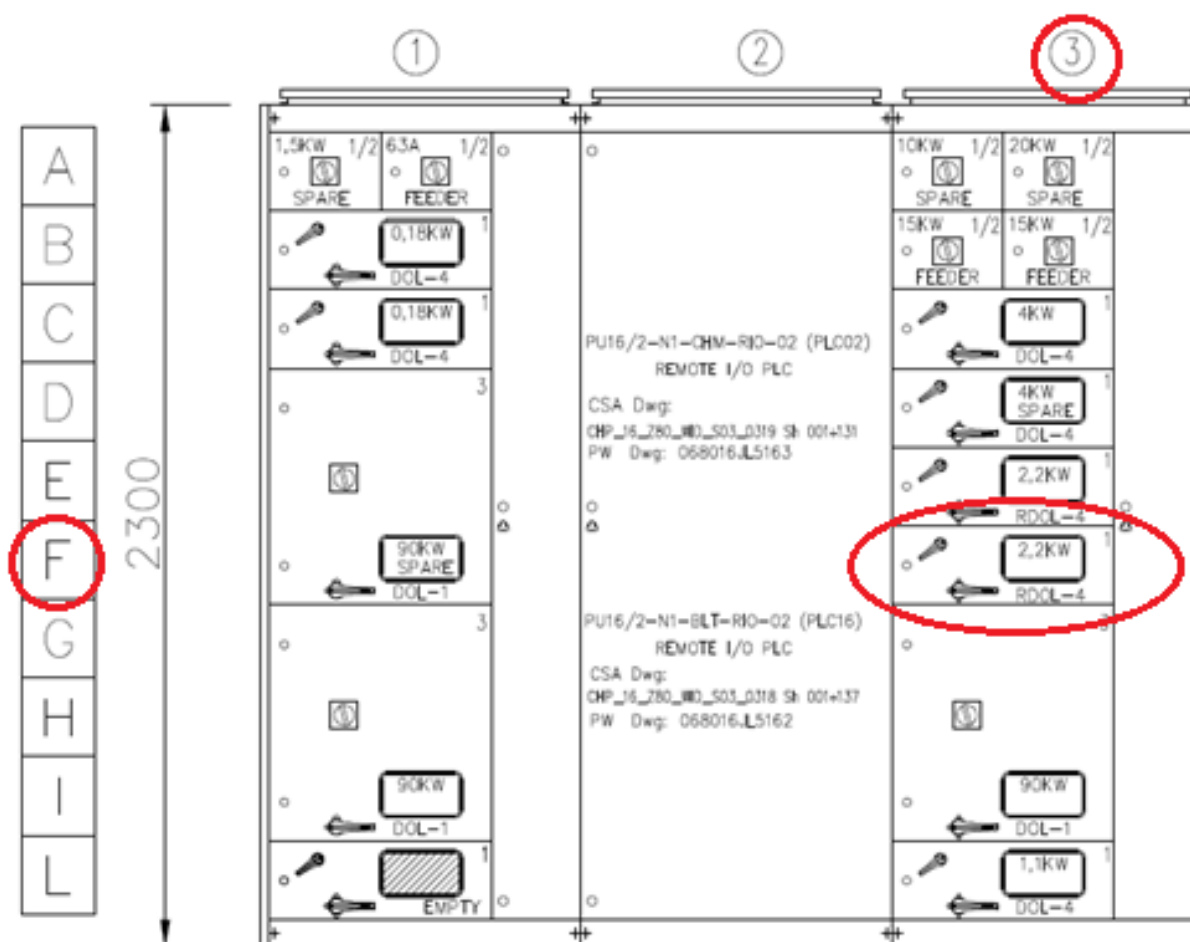 1 2 3
A
B
C
D
E
F
G
H
I
L
2300
1,5KW 1/2 63A 1/2
SPARE FEEDER
1
0,18KW
DOL-4
1
0,18KW
DOL-4
3
90KW
SPARE
DOL-1
3
90KW
DOL-1
1
EMPTY
PU16/2-N1-CHM-RIO-02 (PLC02)
REMOTE I/O PLC
CSA Dwg:
CHP_16_Z80_WID_S03_0319 Sh 001+131
PW Dwg: 068016JL5163
PU16/2-N1-BLT-RIO-02 (PLC16)
REMOTE I/O PLC
CSA Dwg:
CHP_16_Z80_WID_S03_0318 Sh 001+137
PW Dwg: 068016JL5162
10KW 1/2 20KW 1/2
SPARE SPARE
15KW 1/2 15KW 1/2
FEEDER FEEDER
1
4KW
DOL-4
1
4KW
SPARE
DOL-4
1
2,2KW
RDOL-4
1
2,2KW
RDOL-4
3
90KW
DOL-1
1
1,1KW
DOL-4